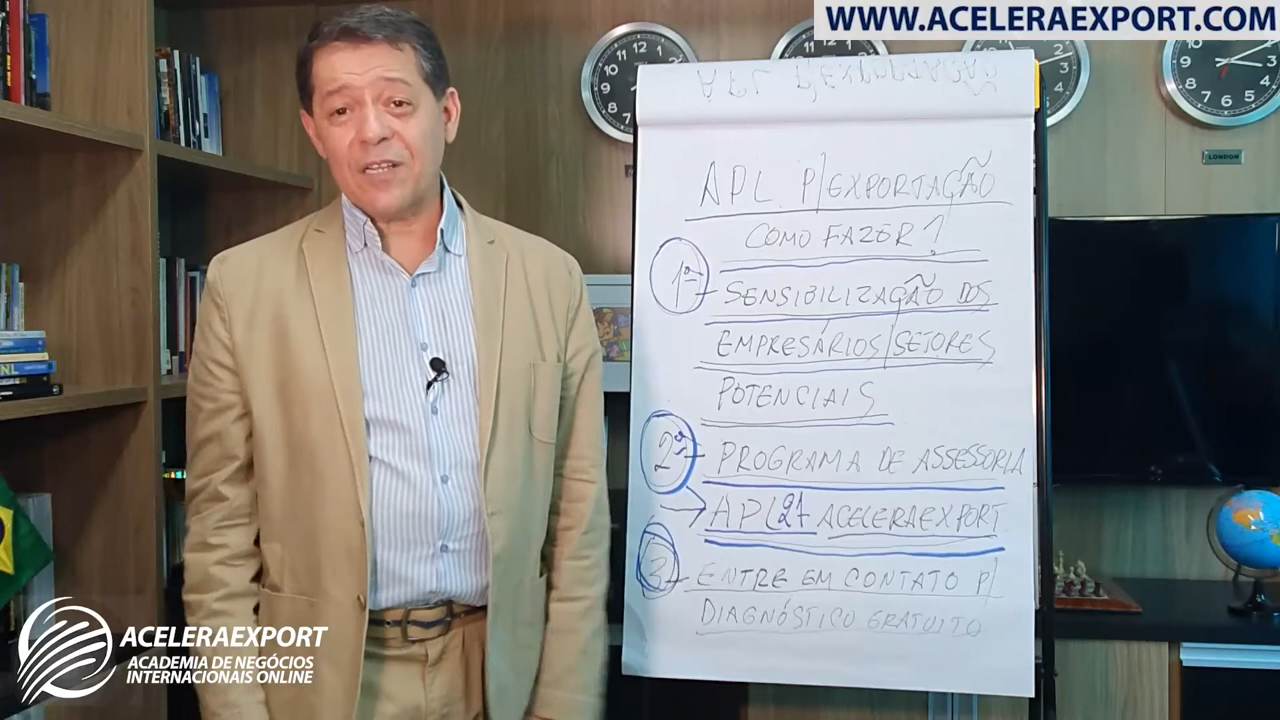 WWW.ACELERAEXPORT.COM
APL P/EXPORTAÇÃO
APL P/EXPORTAÇÃO
COMO FAZER?
1º - SENSIBILIZAÇÃO DOS
EMPRESÁRIOS/SETORES
POTENCIAIS
2º - PROGRAMA DE ASSESSORIA
ACELERAEXPORT
3 - ENTRE EM CONTATO P/
DIAGNÓSTICO GRATUITO
LONDON
ACELERAEXPORT
ACADEMIA DE NEGÓCIOS
INTERNACIONAIS ONLINE